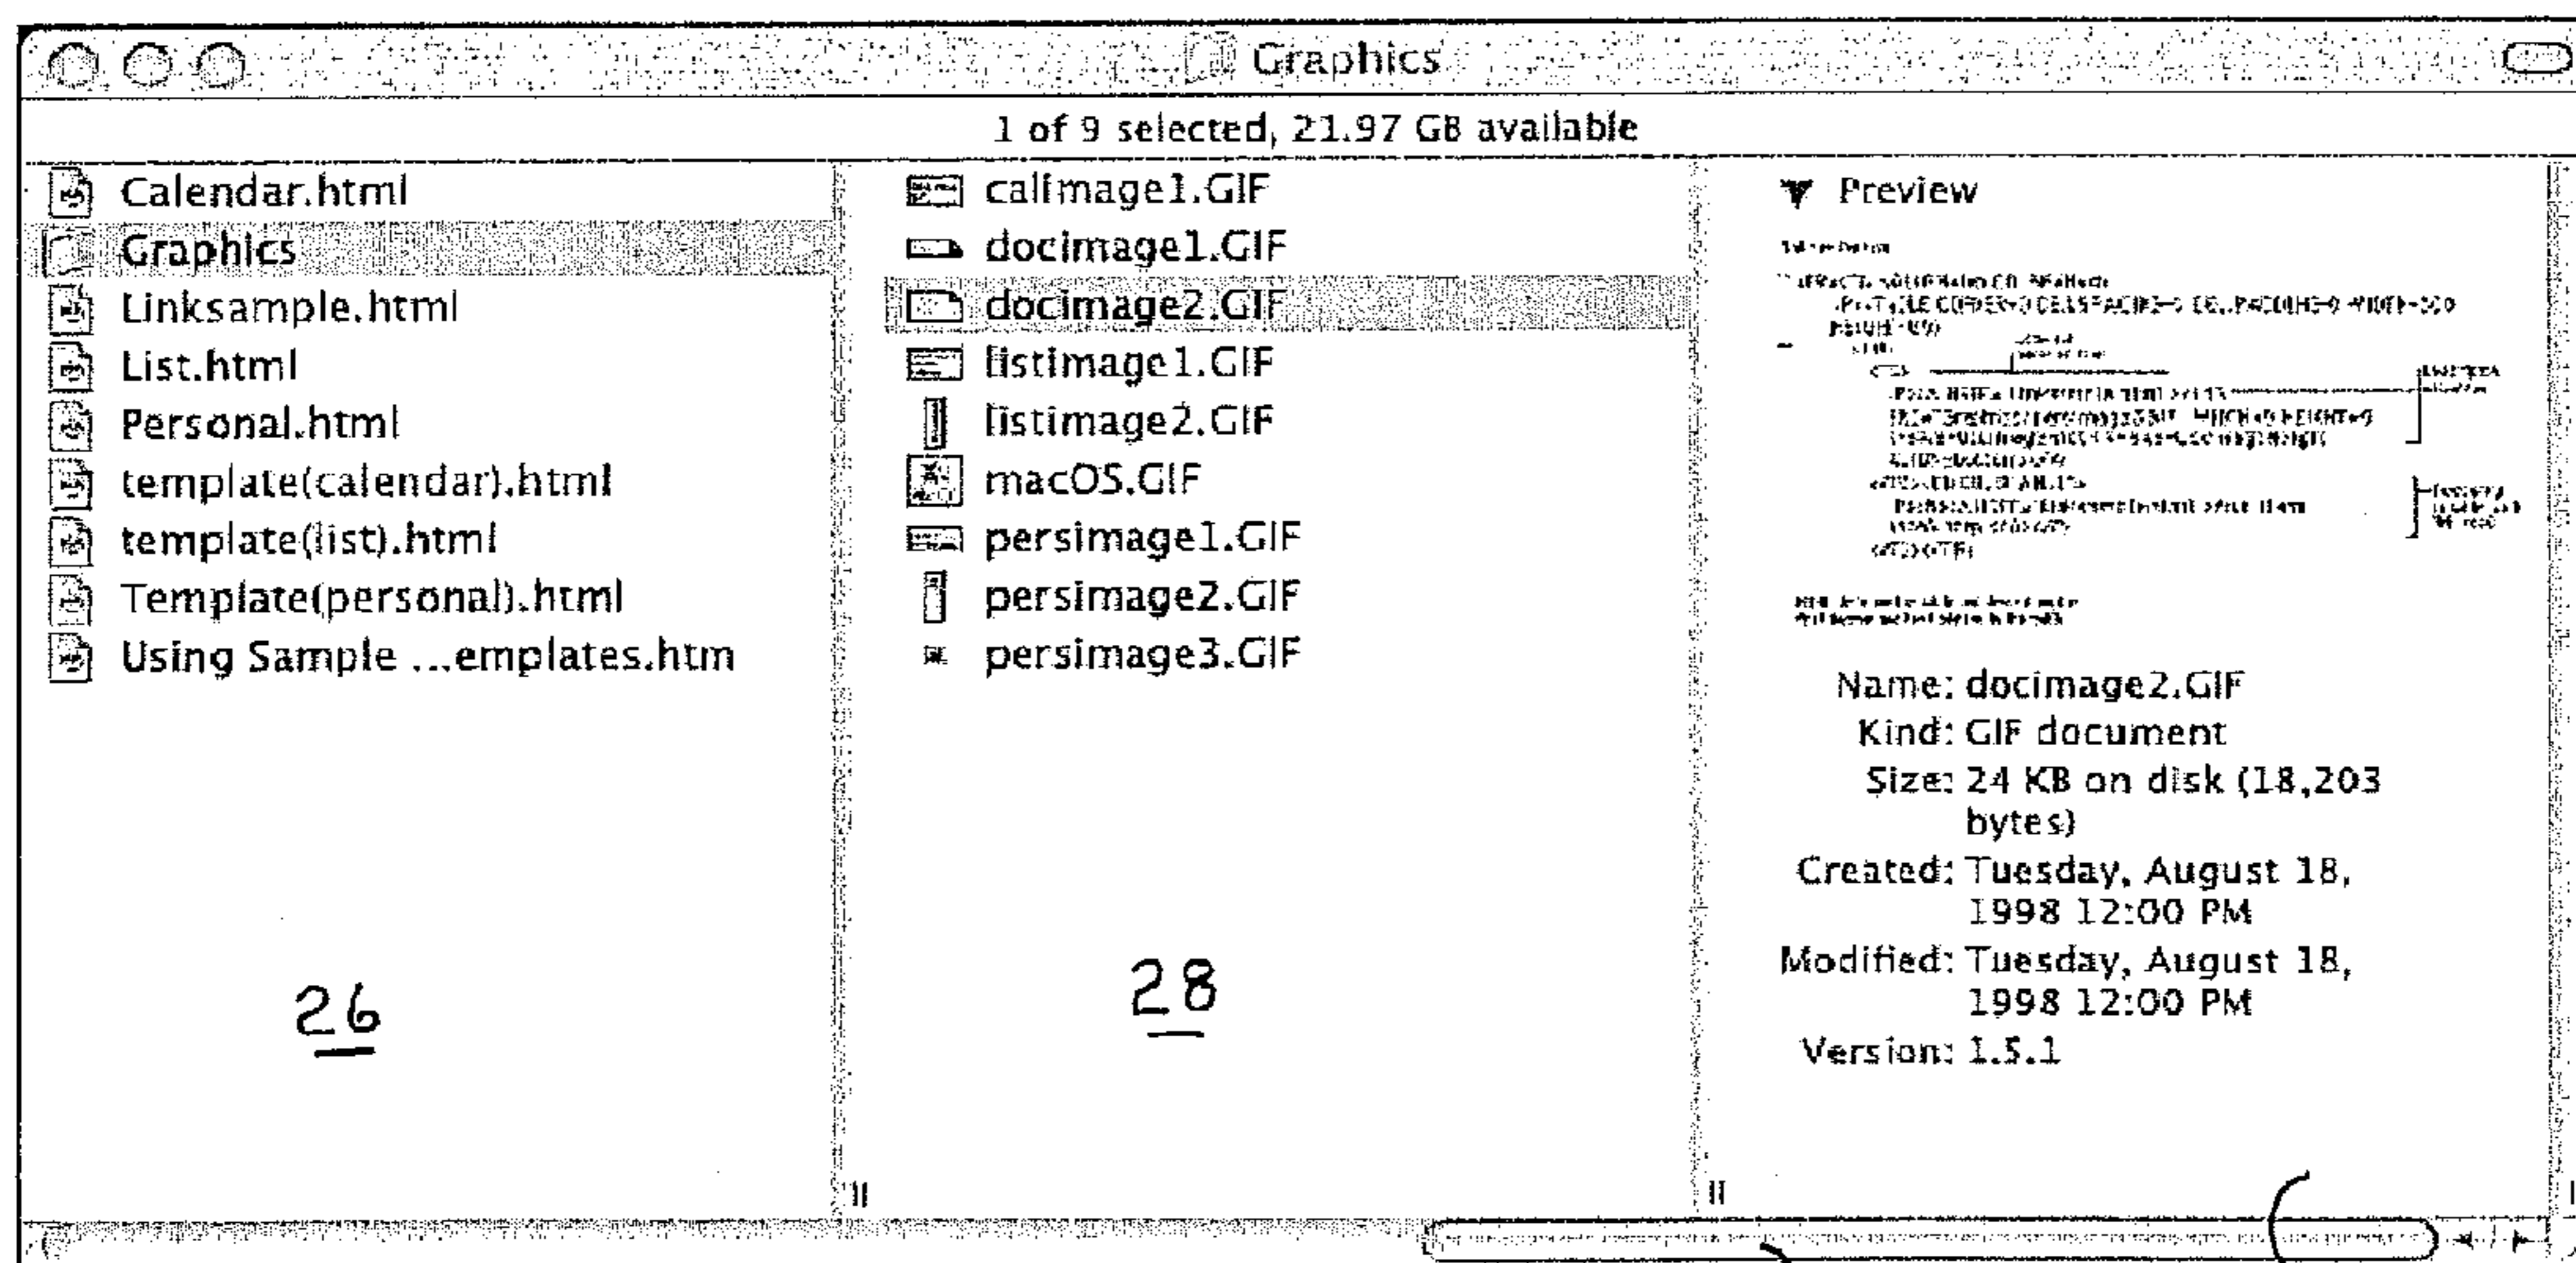 Graphics
1 of 9 selected, 21.97 GB available
Calendar.html
Graphics
Linksample.html
List.html
Personal.html
template(calendar).html
template(list).html
Template(personal).html
Using Sample ...emplates.htm
26
calimage1.GIF
docimage1.GIF
docimage2.GIF
listimage1.GIF
listimage2.GIF
macOS.GIF
persimage1.GIF
persimage2.GIF
persimage3.GIF
28
Preview
Name: docimage2.GIF
Kind: GIF document
Size: 24 KB on disk (18,203
bytes)
Created: Tuesday, August 18,
1998 12:00 PM
Modified: Tuesday, August 18,
1998 12:00 PM
Version: 1.5.1